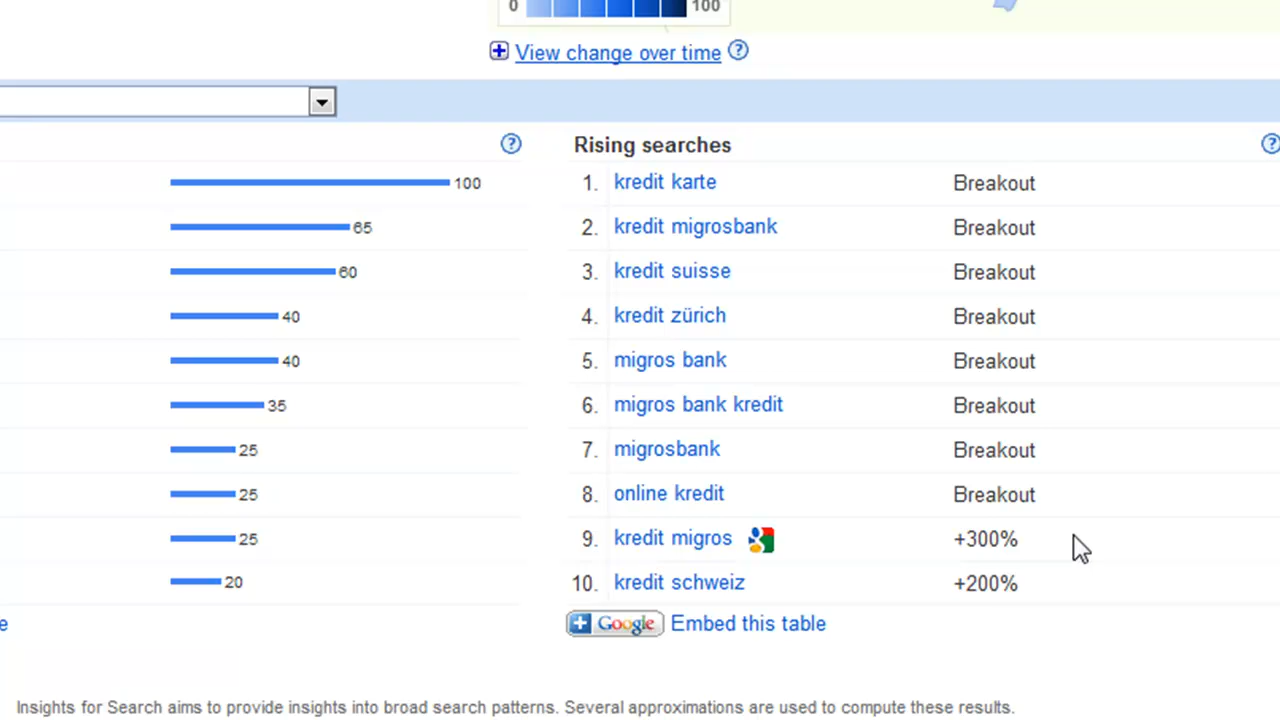 0 100
View change over time ?
? Rising searches ?
100 1. kredit karte Breakout
65 2. kredit migrosbank Breakout
60 3. kredit suisse Breakout
40 4. kredit zürich Breakout
40 5. migros bank Breakout
35 6. migros bank kredit Breakout
25 7. migrosbank Breakout
25 8. online kredit Breakout
25 9. kredit migros +300%
20 10. kredit schweiz +200%
Google Embed this table
Insights for Search aims to provide insights into broad search patterns. Several approximations are used to compute these results.